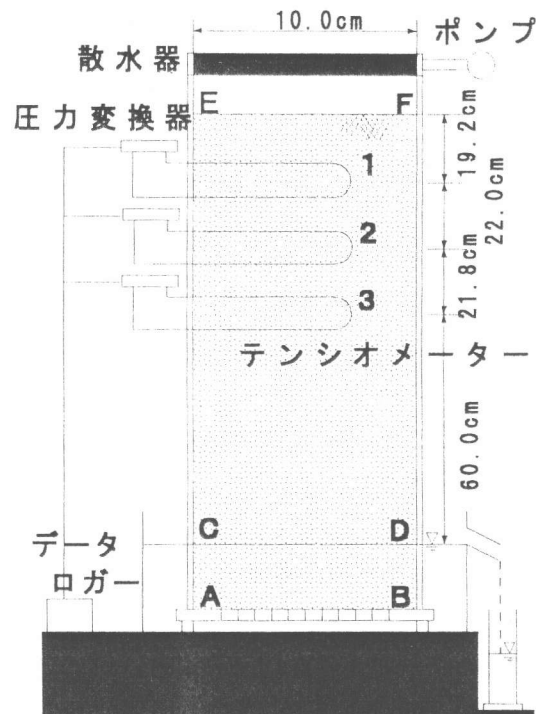 10.0cm
ポンプ
散水器
E
F
圧力変換器
19.2cm
1
22.0cm
2
21.8cm
3
テンシオメーター
60.0cm
C
D
データ
ロガー
A
B